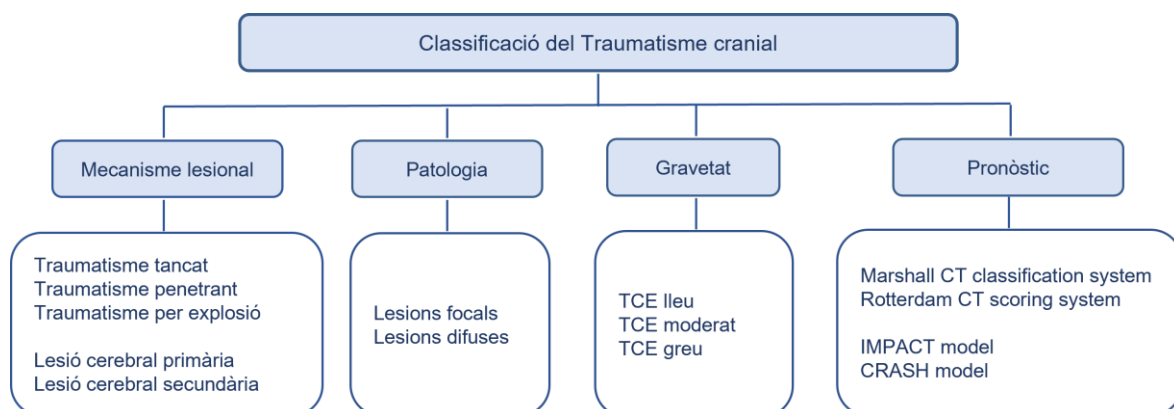 Classificació del Traumatisme cranial
Mecanisme lesional
Patologia
Gravetat
Pronòstic
Traumatisme tancat
Traumatisme penetrant
Traumatisme per explosió
Lesió cerebral primària
Lesió cerebral secundària
Lesions focals
Lesions difuses
TCE lleu
TCE moderat
TCE greu
Marshall CT classification system
Rotterdam CT scoring system
IMPACT model
CRASH model